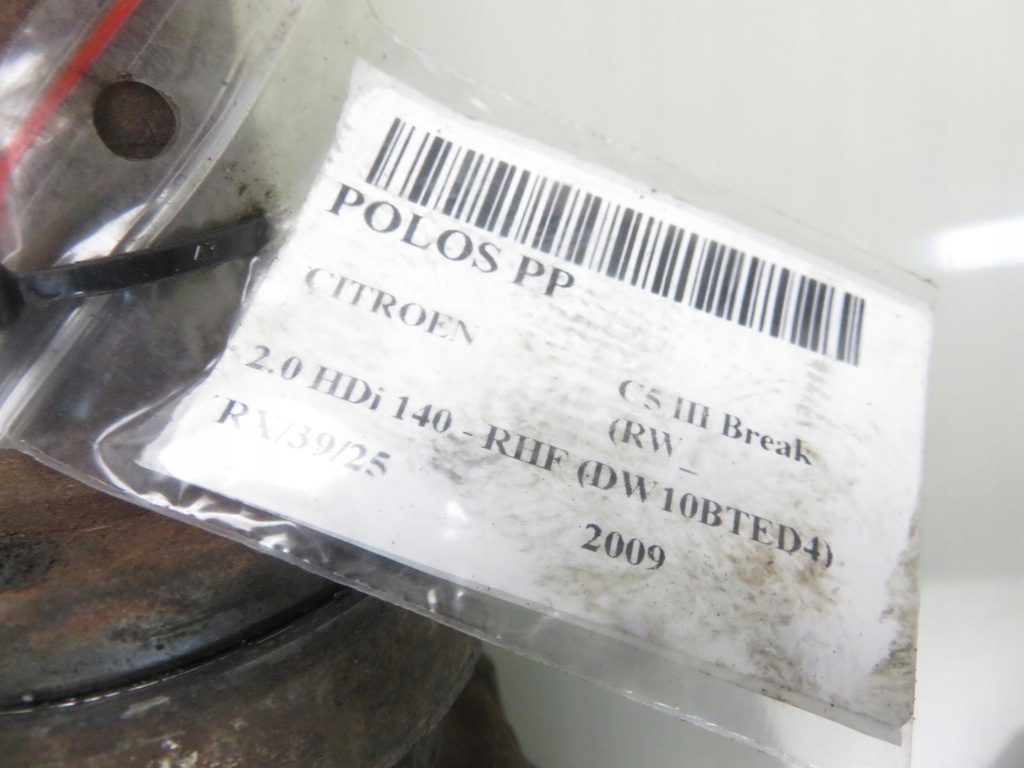 POLOS PP
CITROEN
C5 III Break
(RW_
2.0 HDi 140 - RHF (DW10BTED4)
RX/39/25
2009